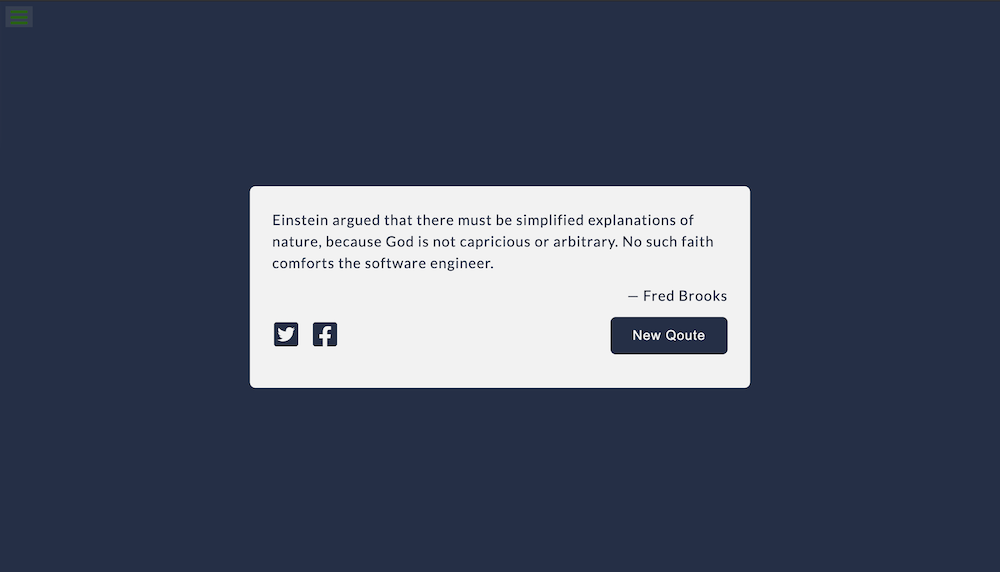 Einstein argued that there must be simplified explanations of
nature, because God is not capricious or arbitrary. No such faith
comforts the software engineer.
— Fred Brooks
New Qoute